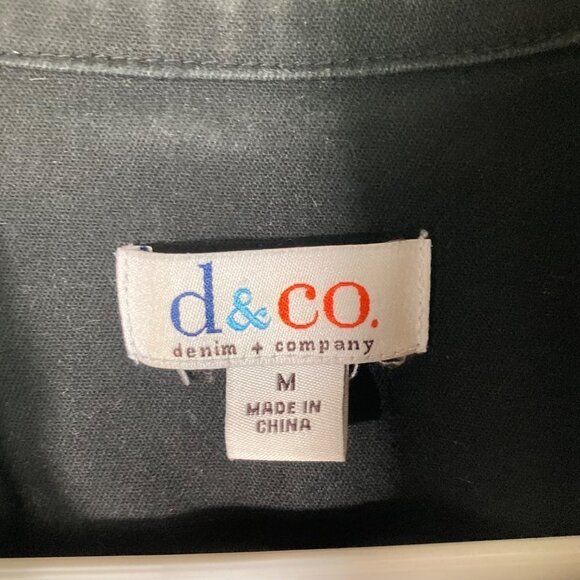 d&co.
denim + company
M
MADE IN
CHINA